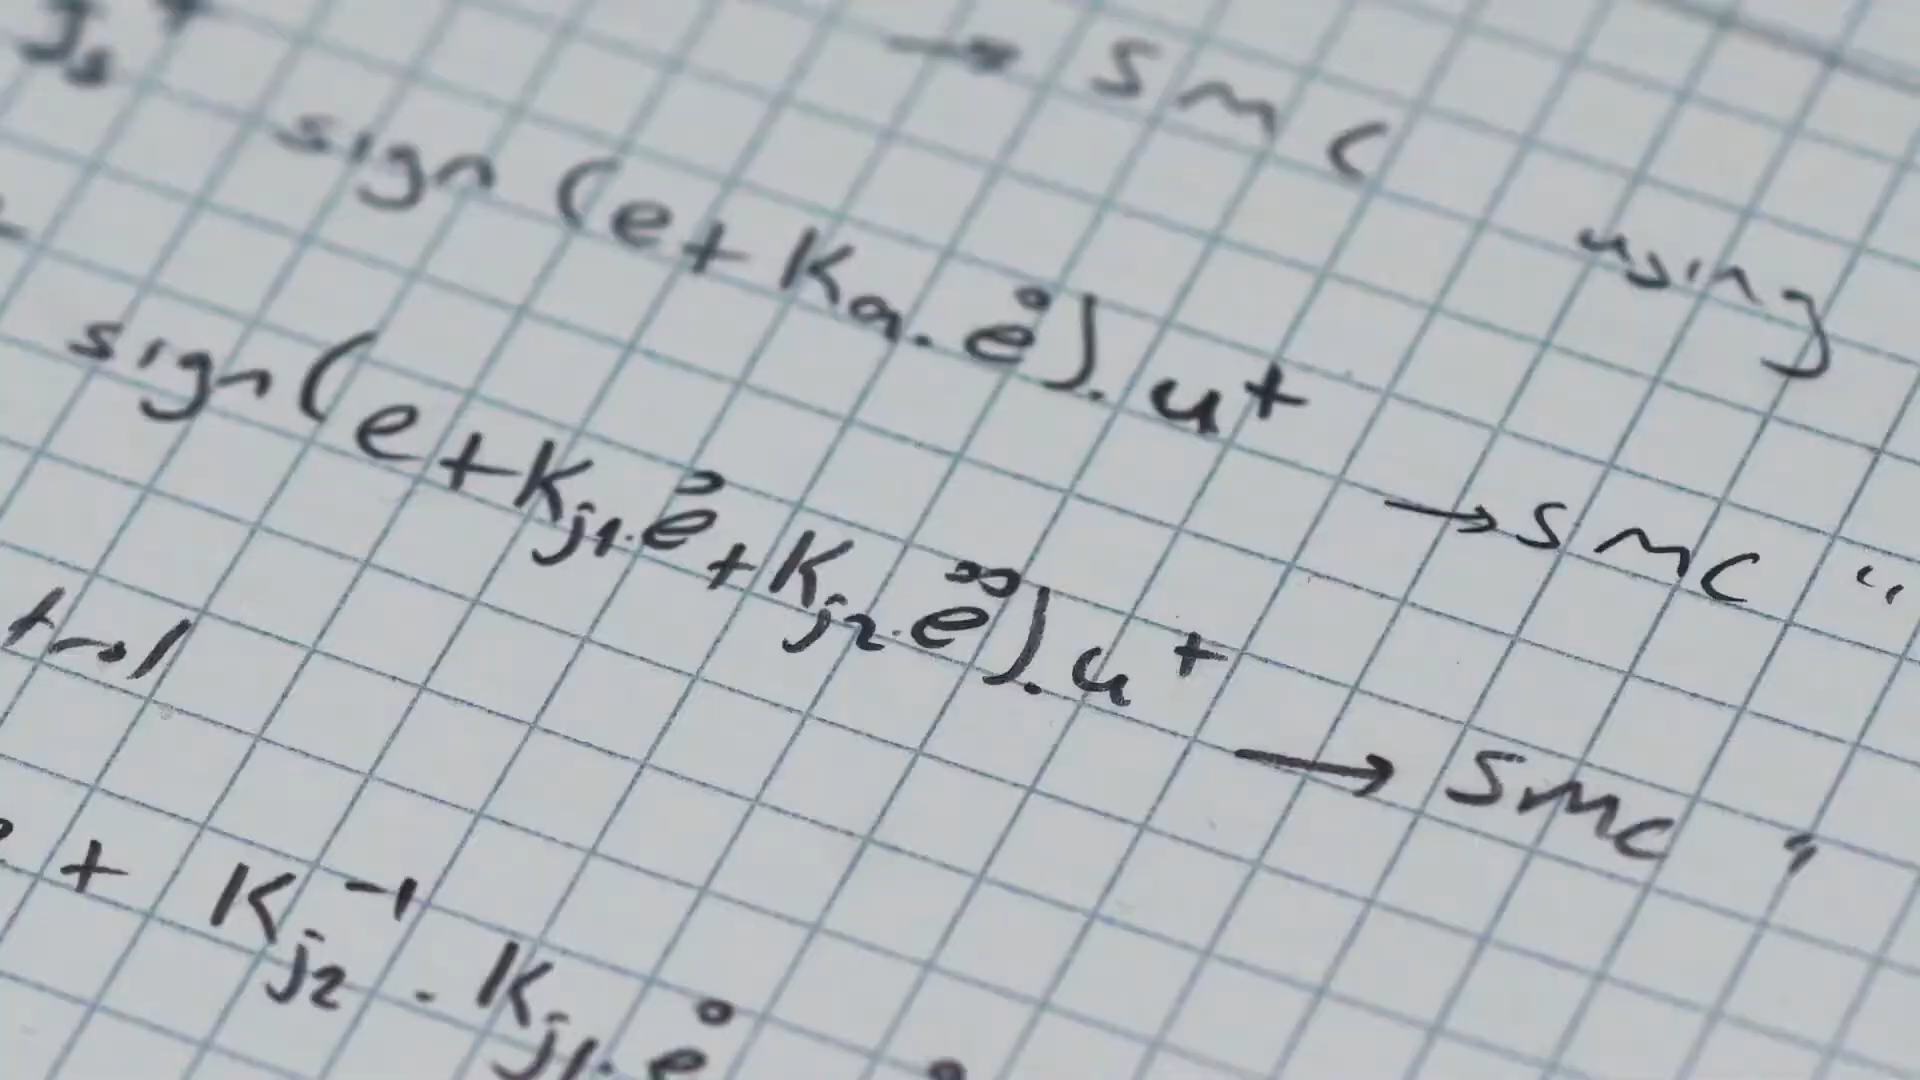 → SMC using
sign (e + Ka. ė). u⁺ → SMC "
sign (e + Kj1. ė + Kj2. ë). u⁺ → SMC "
trol
+ Kj2⁻¹ . Kj1. ė